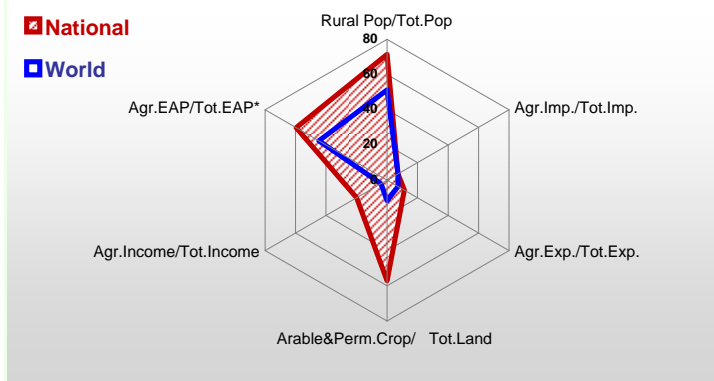 National
World
Rural Pop/Tot.Pop
80
60
40
20
0
Agr.EAP/Tot.EAP*
Agr.Imp./Tot.Imp.
Agr.Income/Tot.Income
Agr.Exp./Tot.Exp.
Arable&Perm.Crop/ Tot.Land